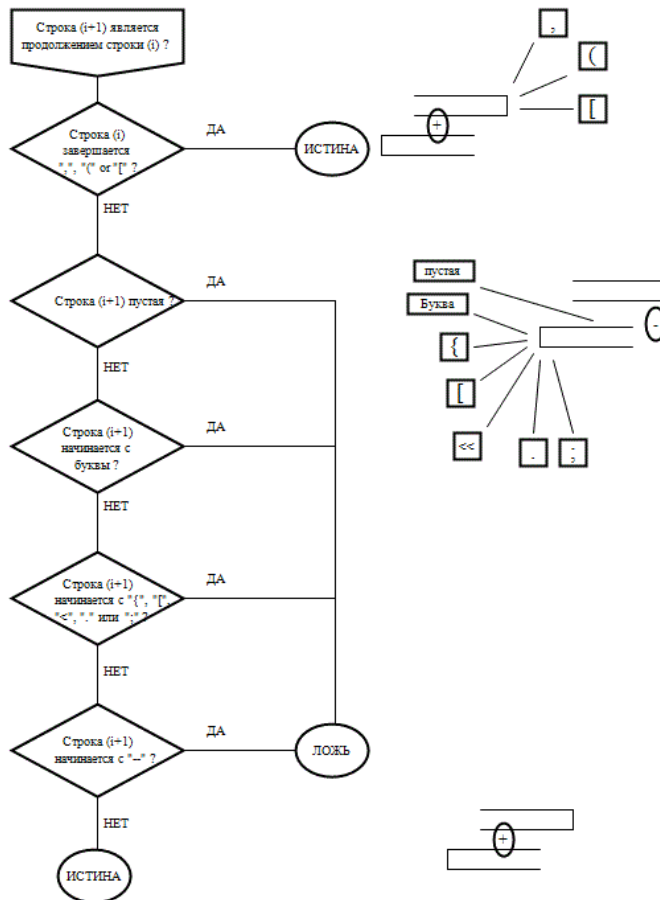 Строка (i+1) является
продолжением строки (i) ?
Строка (i)
завершается
",", "(" or "[" ?
ДА
ИСТИНА
НЕТ
Строка (i+1) пустая ?
ДА
НЕТ
Строка (i+1)
начинается с
буквы ?
ДА
НЕТ
Строка (i+1)
начинается с "{", "[",
"<", "." или ";" ?
ДА
НЕТ
Строка (i+1)
начинается с "--" ?
ДА
ЛОЖЬ
НЕТ
ИСТИНА
,
(
[
+
пустая
Буква
{
[
<<
.
;
-
+